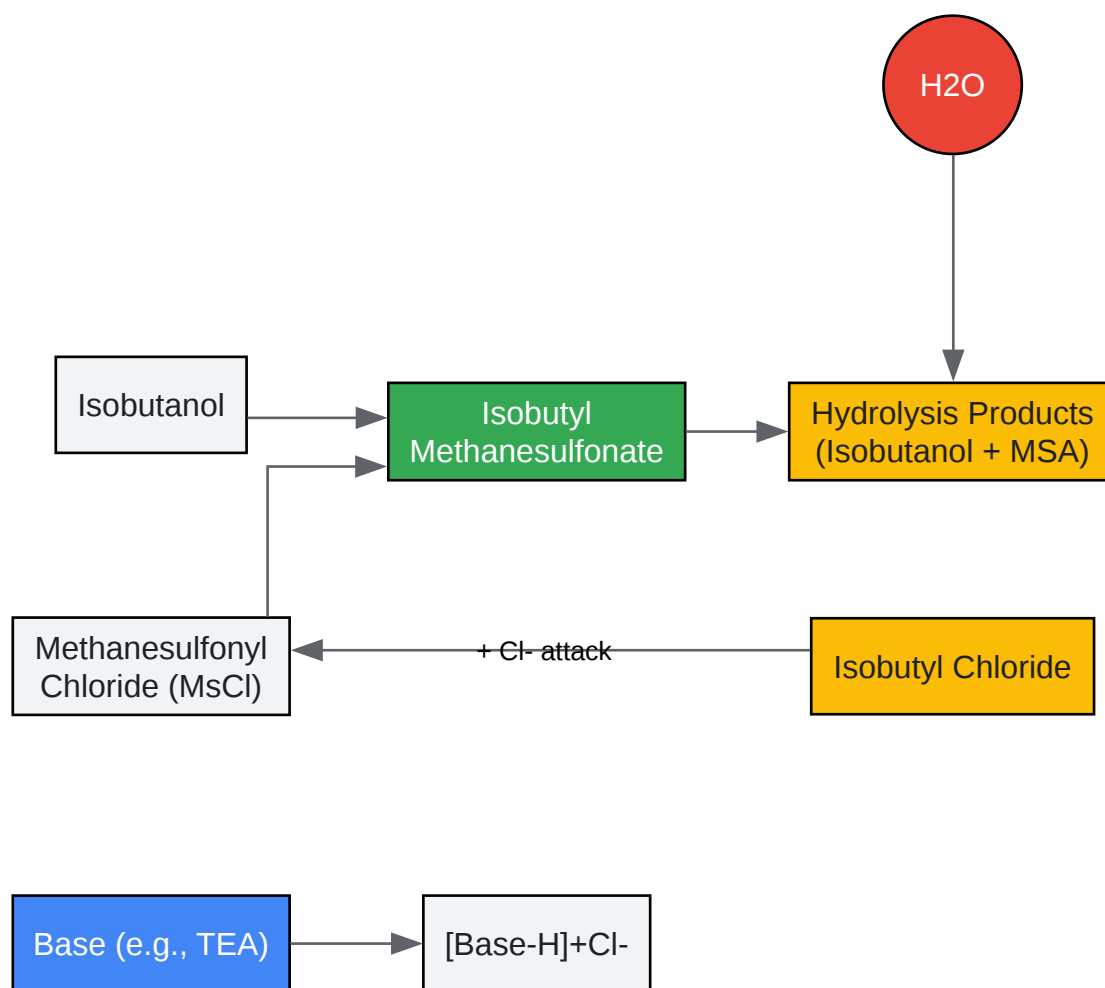 H2O
Isobutanol
Isobutyl
Methanesulfonate
Hydrolysis Products
(Isobutanol + MSA)
Methanesulfonyl
Chloride (MsCl)
+ Cl- attack
Isobutyl Chloride
Base (e.g., TEA)
[Base-H]+Cl-